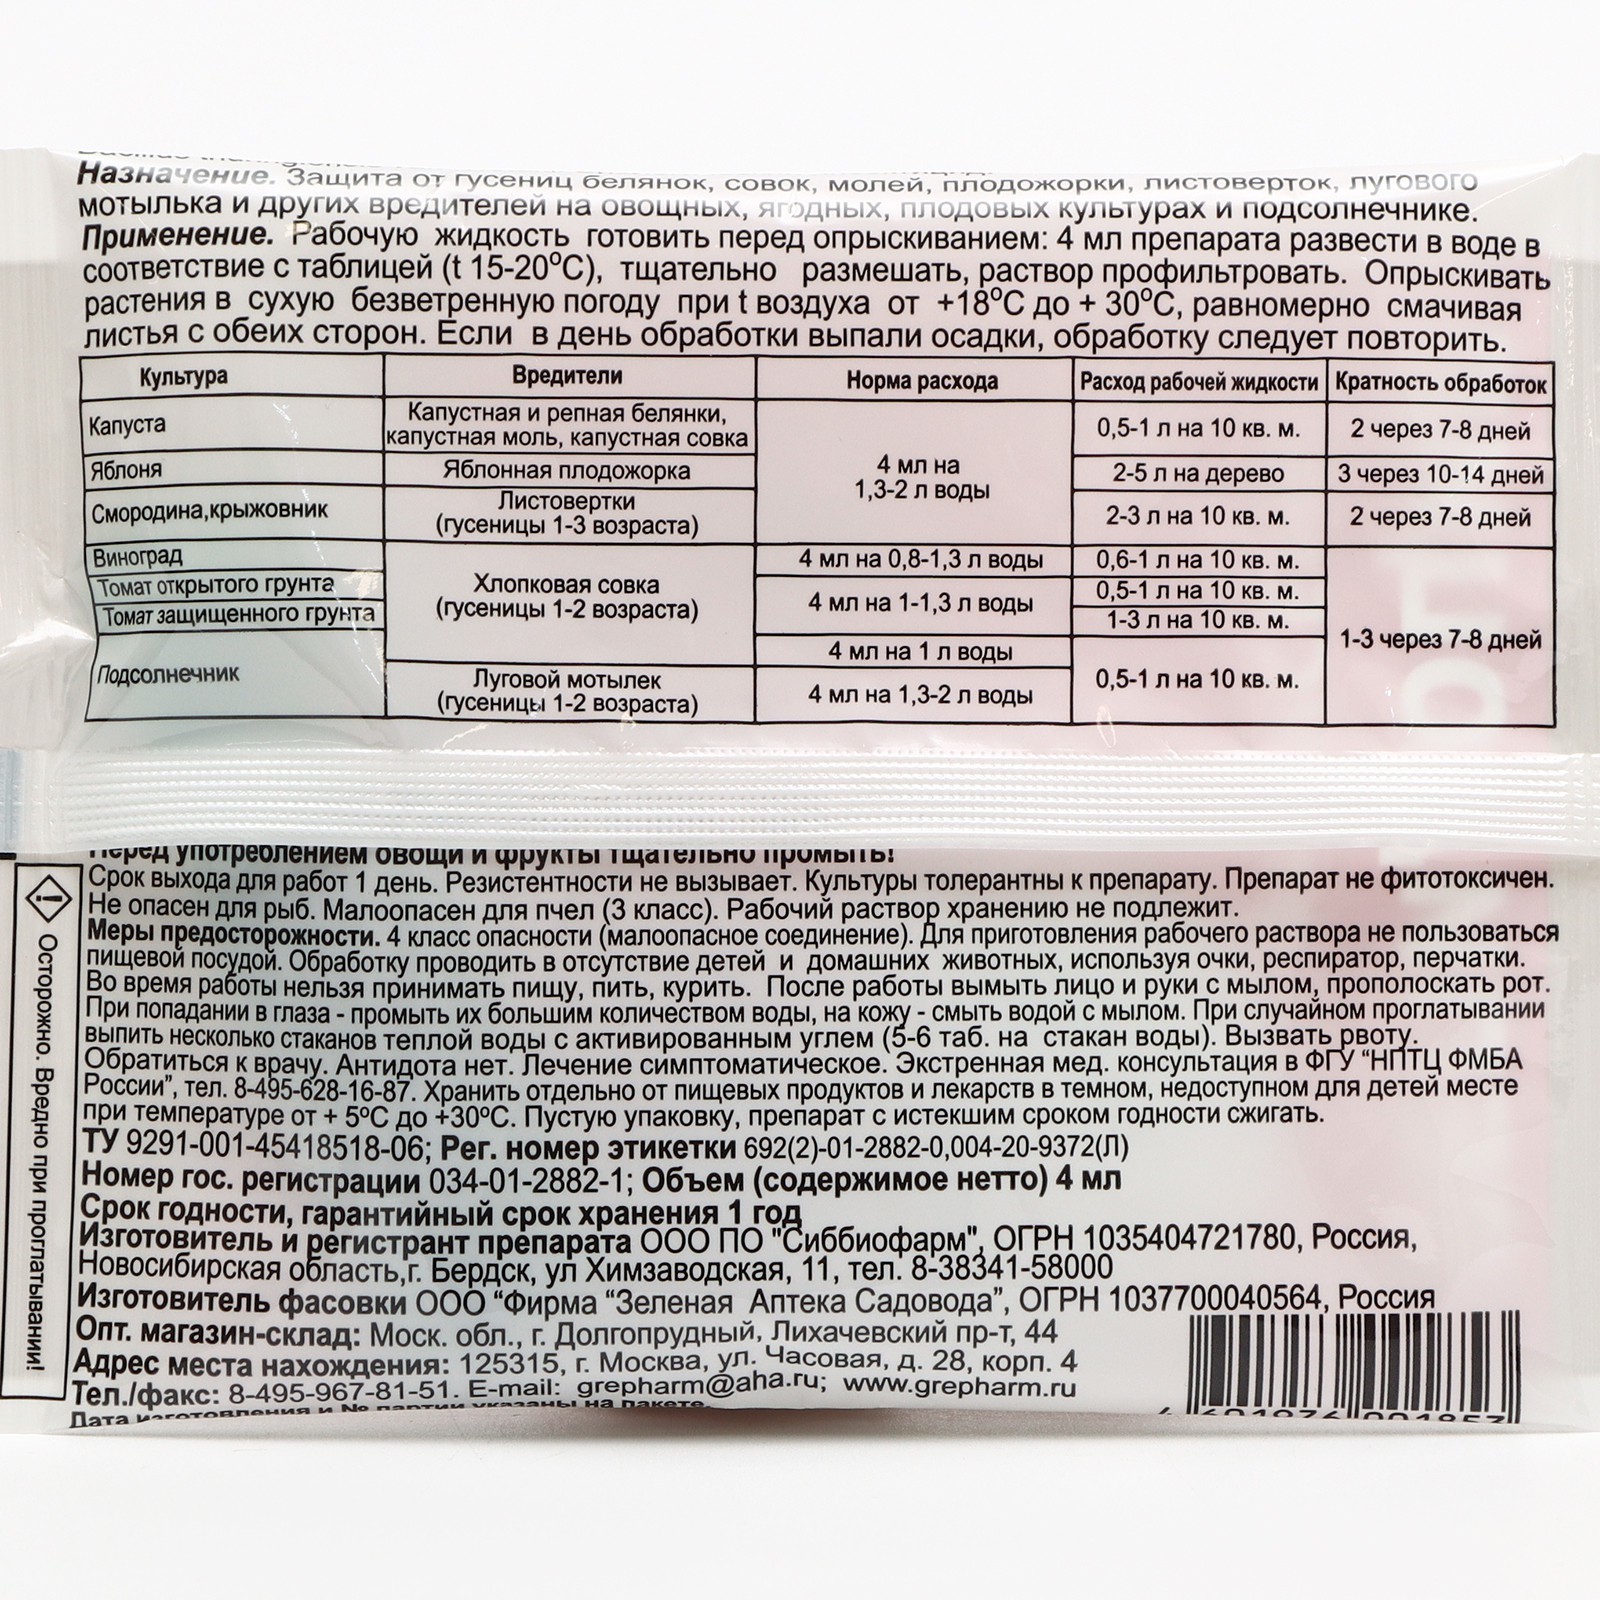 Назначение. Защита от гусениц белянок, совок, молей, плодожорки, листоверток, лугового
мотылька и других вредителей на овощных, ягодных, плодовых культурах и подсолнечнике.
Применение. Рабочую жидкость готовить перед опрыскиванием: 4 мл препарата развести в воде в
соответствие с таблицей (t 15-20ºС), тщательно размешать, раствор профильтровать. Опрыскивать
растения в сухую безветренную погоду при t воздуха от +18ºС до + 30ºС, равномерно смачивая
листья с обеих сторон. Если в день обработки выпали осадки, обработку следует повторить.
Культура Вредители Норма расхода Расход рабочей жидкости Кратность обработок
Капуста Капустная и репная белянки,
капустная моль, капустная совка 0,5-1 л на 10 кв. м. 2 через 7-8 дней
4 мл на
1,3-2 л воды
Яблоня Яблонная плодожорка 2-5 л на дерево 3 через 10-14 дней
Смородина,крыжовник Листовертки
(гусеницы 1-3 возраста) 2-3 л на 10 кв. м. 2 через 7-8 дней
Виноград 4 мл на 0,8-1,3 л воды 0,6-1 л на 10 кв. м.
Томат открытого грунта Хлопковая совка
(гусеницы 1-2 возраста) 4 мл на 1-1,3 л воды 0,5-1 л на 10 кв. м.
Томат защищенного грунта 1-3 л на 10 кв. м.
1-3 через 7-8 дней
4 мл на 1 л воды
Подсолнечник Луговой мотылек
(гусеницы 1-2 возраста) 4 мл на 1,3-2 л воды 0,5-1 л на 10 кв. м.
Перед употреблением овощи и фрукты тщательно промыть!
Срок выхода для работ 1 день. Резистентности не вызывает. Культуры толерантны к препарату. Препарат не фитотоксичен.
Не опасен для рыб. Малоопасен для пчел (3 класс). Рабочий раствор хранению не подлежит.
Меры предосторожности. 4 класс опасности (малоопасное соединение). Для приготовления рабочего раствора не пользоваться
пищевой посудой. Обработку проводить в отсутствие детей и домашних животных, используя очки, респиратор, перчатки.
Во время работы нельзя принимать пищу, пить, курить. После работы вымыть лицо и руки с мылом, прополоскать рот.
При попадании в глаза - промыть их большим количеством воды, на кожу - смыть водой с мылом. При случайном проглатывании
выпить несколько стаканов теплой воды с активированным углем (5-6 таб. на стакан воды). Вызвать рвоту.
Обратиться к врачу. Антидота нет. Лечение симптоматическое. Экстренная мед. консультация в ФГУ “НПТЦ ФМБА
России”, тел. 8-495-628-16-87. Хранить отдельно от пищевых продуктов и лекарств в темном, недоступном для детей месте
при температуре от + 5ºС до +30ºС. Пустую упаковку, препарат с истекшим сроком годности сжигать.
ТУ 9291-001-45418518-06; Рег. номер этикетки 692(2)-01-2882-0,004-20-9372(Л)
Номер гос. регистрации 034-01-2882-1; Объем (содержимое нетто) 4 мл
Срок годности, гарантийный срок хранения 1 год
Изготовитель и регистрант препарата ООО ПО "Сиббиофарм", ОГРН 1035404721780, Россия,
Новосибирская область,г. Бердск, ул Химзаводская, 11, тел. 8-38341-58000
Изготовитель фасовки ООО “Фирма “Зеленая Аптека Садовода”, ОГРН 1037700040564, Россия
Опт. магазин-склад: Моск. обл., г. Долгопрудный, Лихачевский пр-т, 44
Адрес места нахождения: 125315, г. Москва, ул. Часовая, д. 28, корп. 4
Тел./факс: 8-495-967-81-51. E-mail: grepharm@aha.ru; www.grepharm.ru
Дата изготовления и № партии указаны на пакете.
4 601976 001853
Осторожно. Вредно при проглатывании!